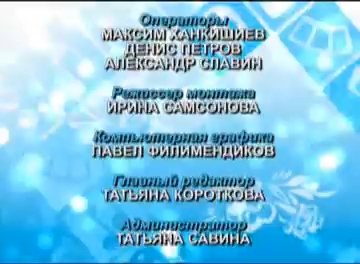 Операторы
МАКСИМ ХАНКИШИЕВ
ДЕНИС ПЕТРОВ
АЛЕКСАНДР СЛАВИН
Режиссер монтажа
ИРИНА САМСОНОВА
Компьютерная графика
ПАВЕЛ ФИЛИМЕНДИКОВ
Главный редактор
ТАТЬЯНА КОРОТКОВА
Администратор
ТАТЬЯНА САВИНА